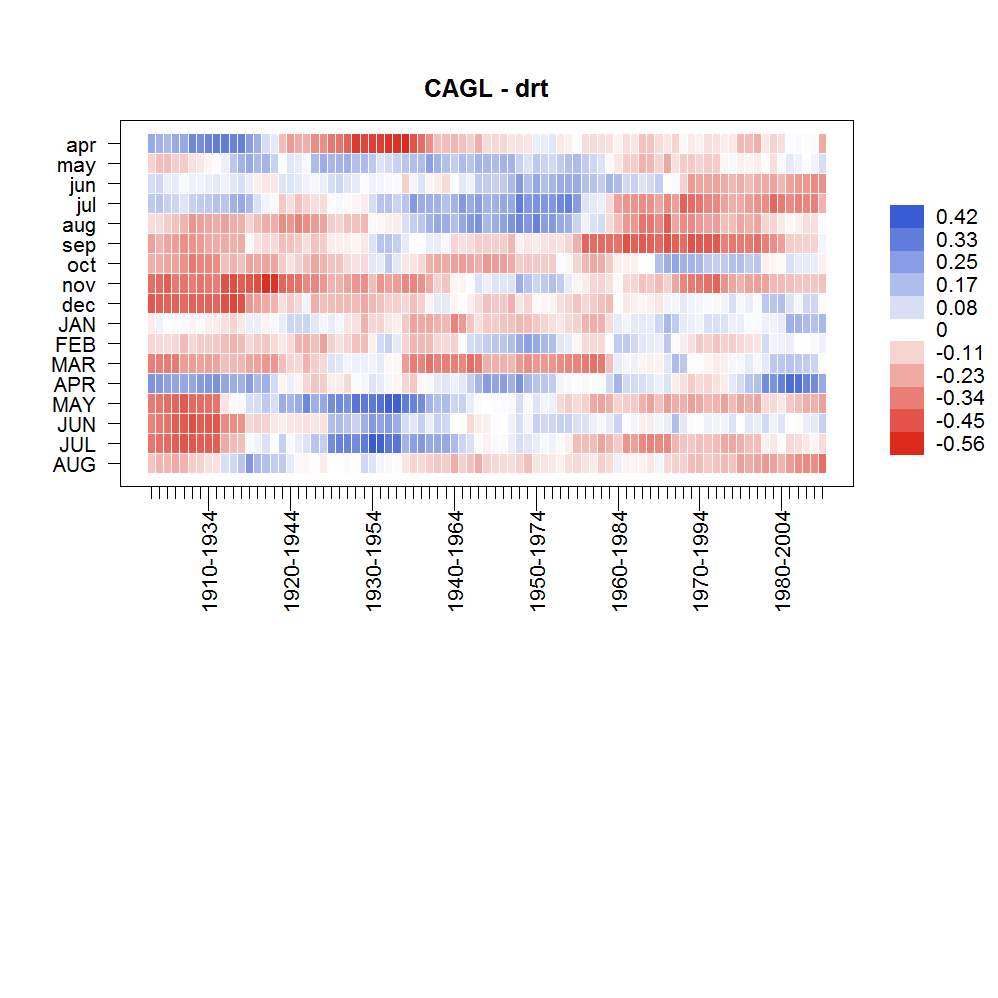 CAGL - drt
apr
may
jun
jul
aug
sep
oct
nov
dec
JAN
FEB
MAR
APR
MAY
JUN
JUL
AUG
0.42
0.33
0.25
0.17
0.08
0
-0.11
-0.23
-0.34
-0.45
-0.56
1910-1934
1920-1944
1930-1954
1940-1964
1950-1974
1960-1984
1970-1994
1980-2004